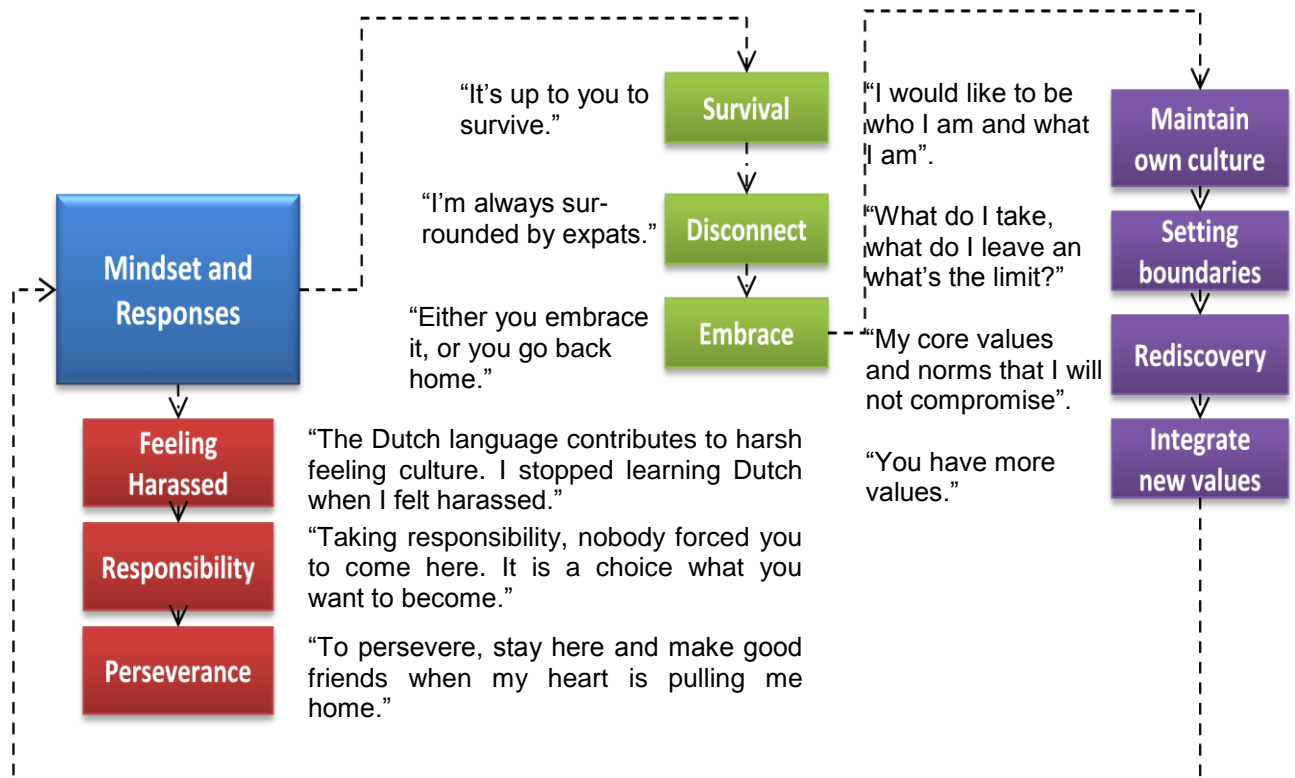 Mindset and
Responses
Feeling
Harassed
“The Dutch language contributes to harsh
feeling culture. I stopped learning Dutch
when I felt harassed.”
Responsibility
“Taking responsibility, nobody forced you
to come here. It is a choice what you
want to become.”
Perseverance
“To persevere, stay here and make good
friends when my heart is pulling me
home.”
“It’s up to you to
survive.”
Survival
“I’m always sur-
rounded by expats.”
Disconnect
“Either you embrace
it, or you go back
home.”
Embrace
“I would like to be
who I am and what
I am”.
Maintain
own culture
“What do I take,
what do I leave an
what’s the limit?”
Setting
boundaries
“My core values
and norms that I will
not compromise”.
Rediscovery
“You have more
values.”
Integrate
new values